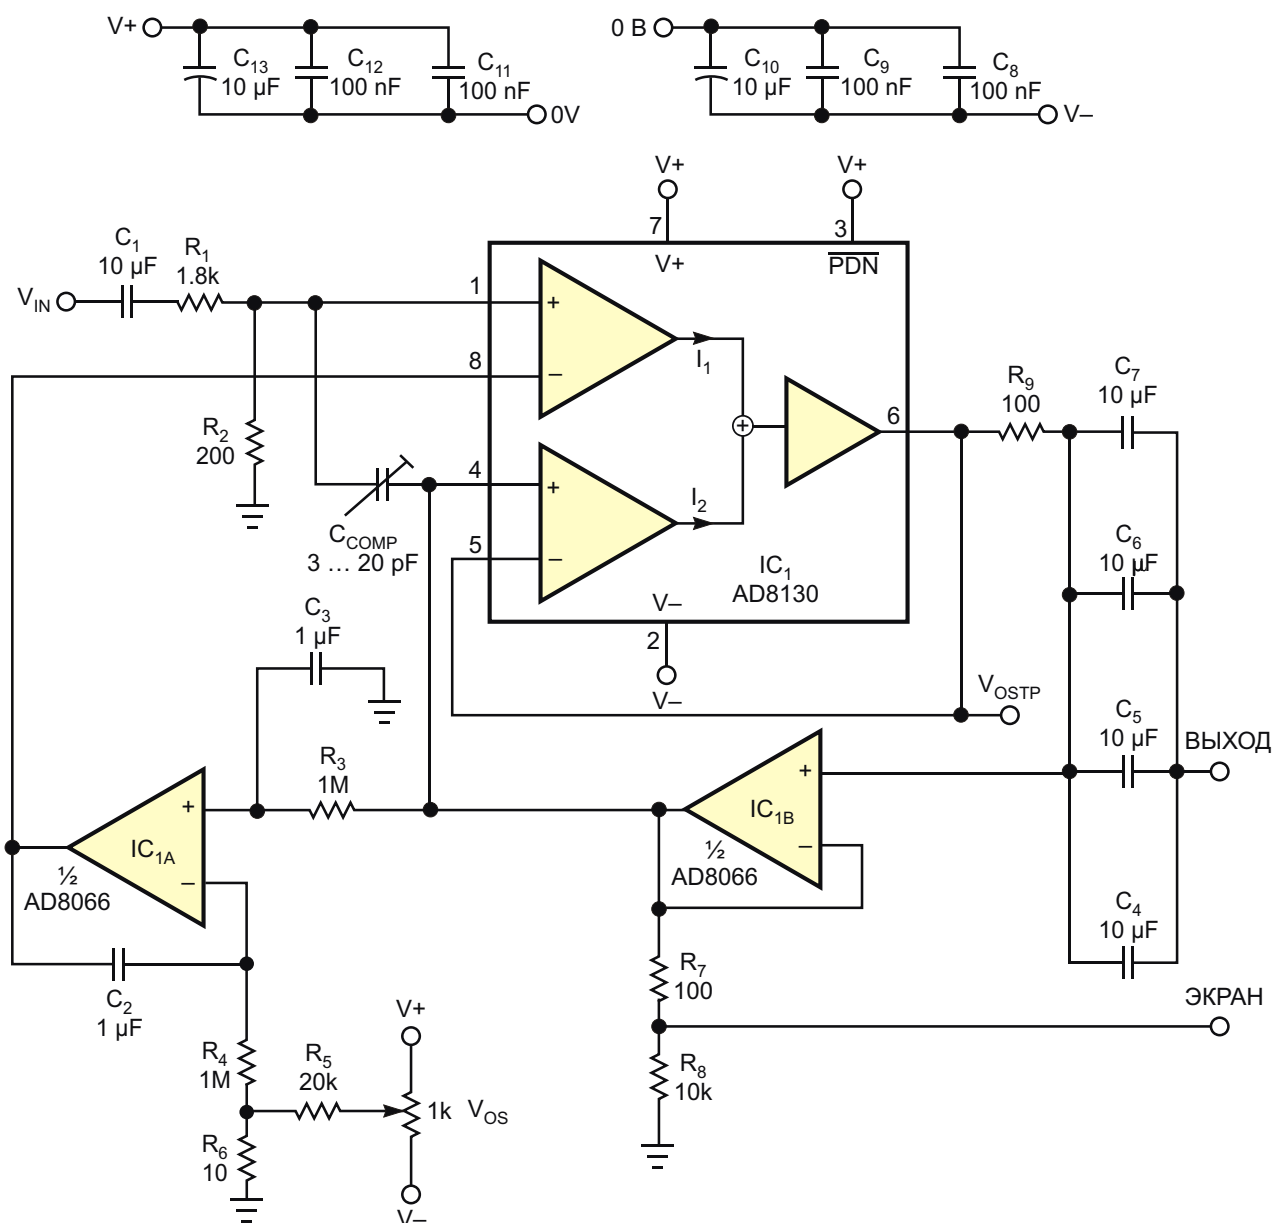 V+
C13
10 µF
C12
100 nF
C11
100 nF
0V
0 В
C10
10 µF
C9
100 nF
C8
100 nF
V–
V+
7
V+
V+
3
PDN
C1
10 µF
R1
1.8k
VIN
1
+
8
–
I1
R2
200
CCOMP
3 … 20 pF
4
+
5
–
I2
+
6
IC1
AD8130
V–
2
V–
R9
100
C7
10 µF
C6
10 µF
C5
10 µF
C4
10 µF
VOSTP
ВЫХОД
C3
1 µF
R3
1M
+
IC1A
–
½
AD8066
+
IC1B
–
½
AD8066
C2
1 µF
R7
100
ЭКРАН
R8
10k
R4
1M
R5
20k
V+
1k
VOS
R6
10
V–